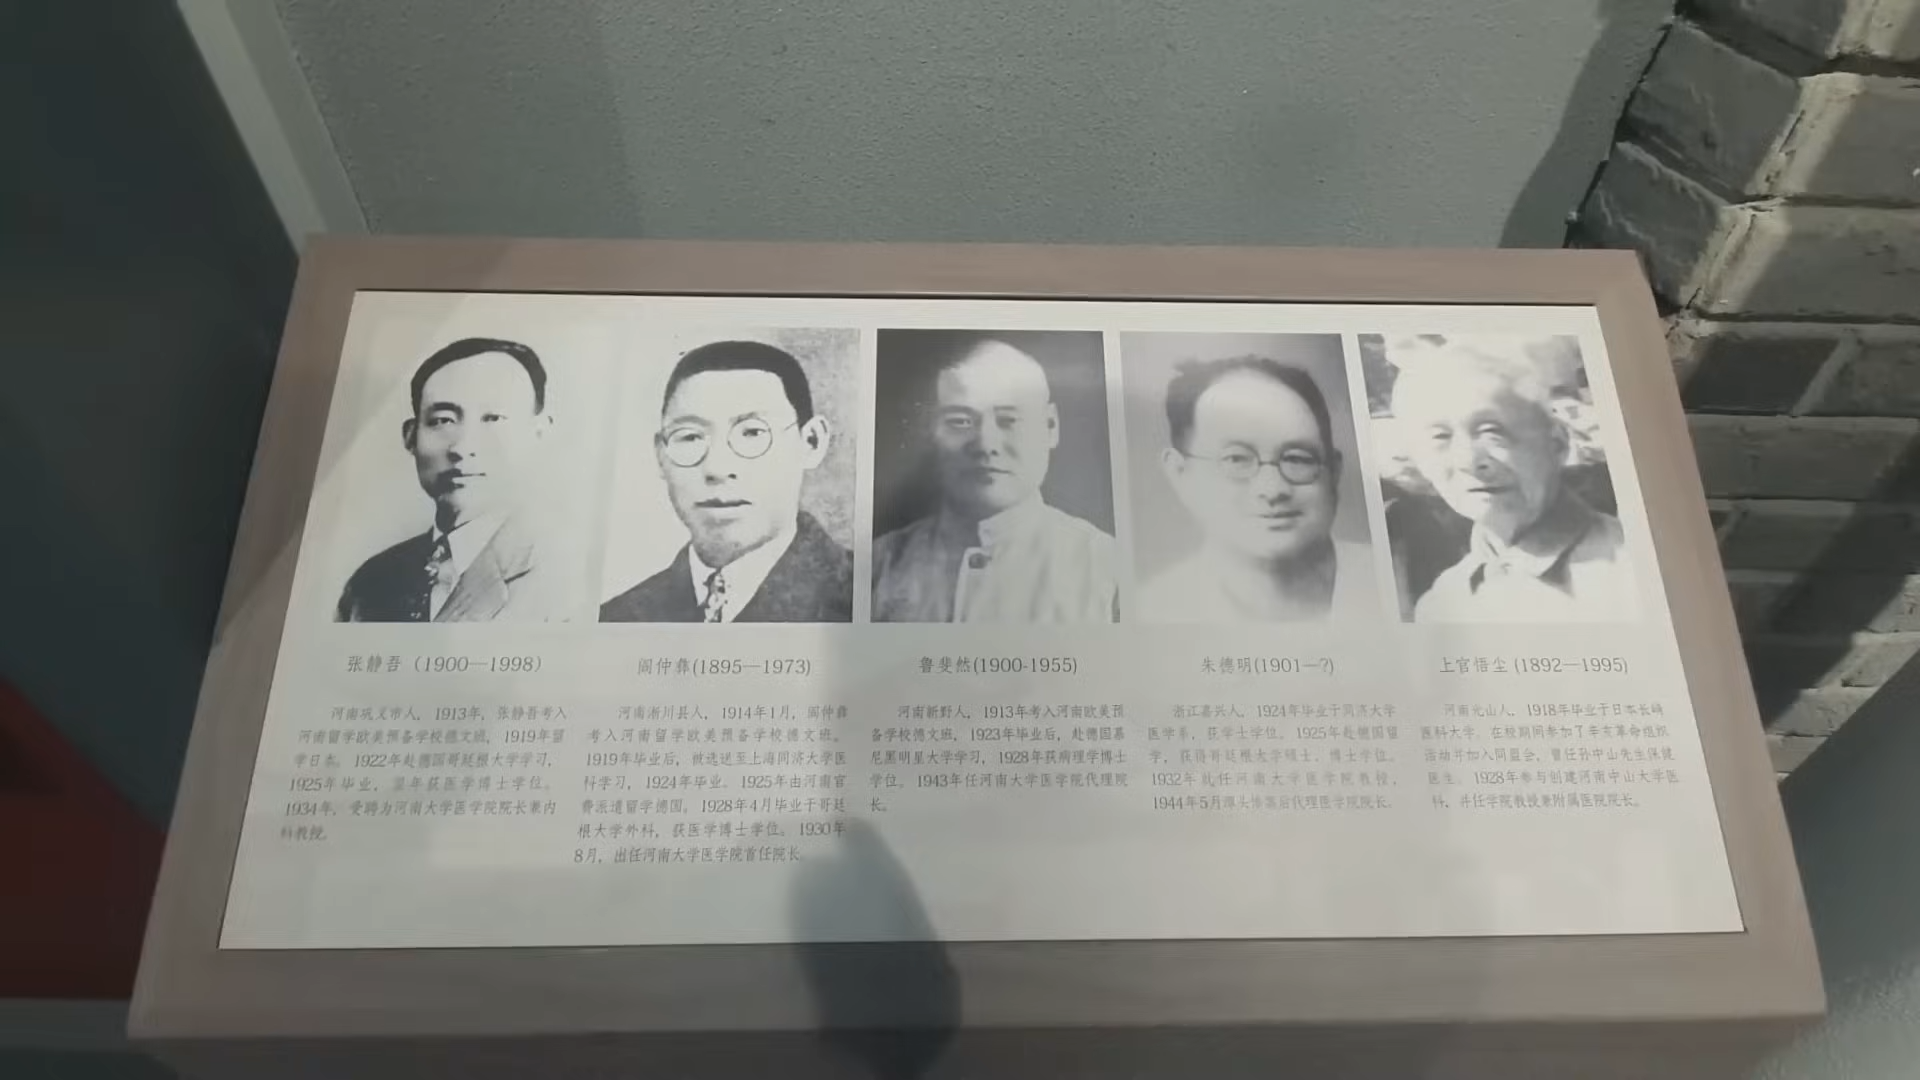 张静吾（1900—1998）
河南巩义市人，1913年，张静吾考入
河南留学欧美预备学校德文班，1919年留
学日本。1922年赴德国哥廷根大学学习，
1925年毕业，翌年获医学博士学位。
1934年，受聘为河南大学医学院院长兼内
科教授。
阎仲彝(1895—1973)
河南淅川县人，1914年1月，阎仲彝
考入河南留学欧美预备学校德文班。
1919年毕业后，做选送至上海同济大学医
科学习，1924年毕业。1925年由河南官
费派遣留学德国。1928年4月毕业于哥廷
根大学外科，获医学博士学位。1930年
8月，出任河南大学医学院首任院长。
鲁斐然(1900-1955)
河南新野人，1913年考入河南欧美预
备学校德文班，1923年毕业后，赴德国慕
尼黑明星大学学习，1928年获病理学博士
学位。1943年任河南大学医学院代理院
长。
朱德明(1901—?)
浙江嘉兴人，1924年毕业于同济大学
医学系，获学士学位。1925年赴德国留
学，获得哥廷根大学硕士、博士学位。
1932年就任河南大学医学院教授，
1944年5月潭头惨案后代理医学院院长。
上官悟尘 (1892—1995)
河南光山人，1918年毕业于日本长崎
医科大学。在校期间参加了辛亥革命组织
活动并加入同盟会，曾任孙中山先生保健
医生。1928年参与创建河南中山大学医
科，并任学院教授兼附属医院院长。